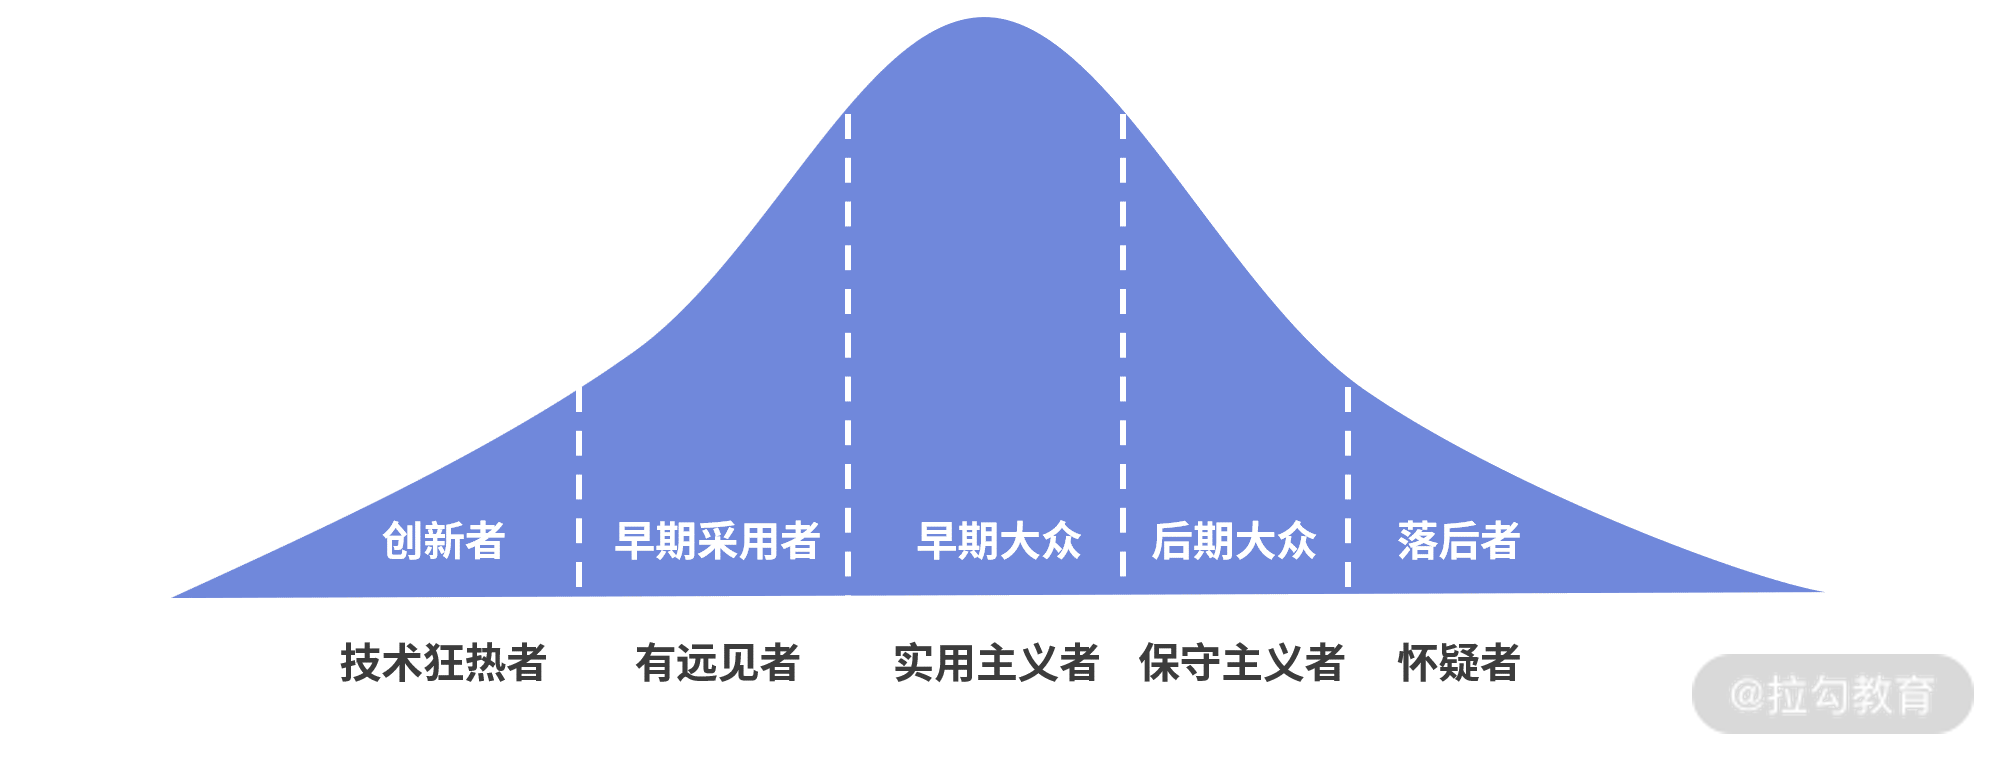 创新者 早期采用者 早期大众 后期大众 落后者
技术狂热者 有远见者 实用主义者 保守主义者 怀疑者
@拉勾教育